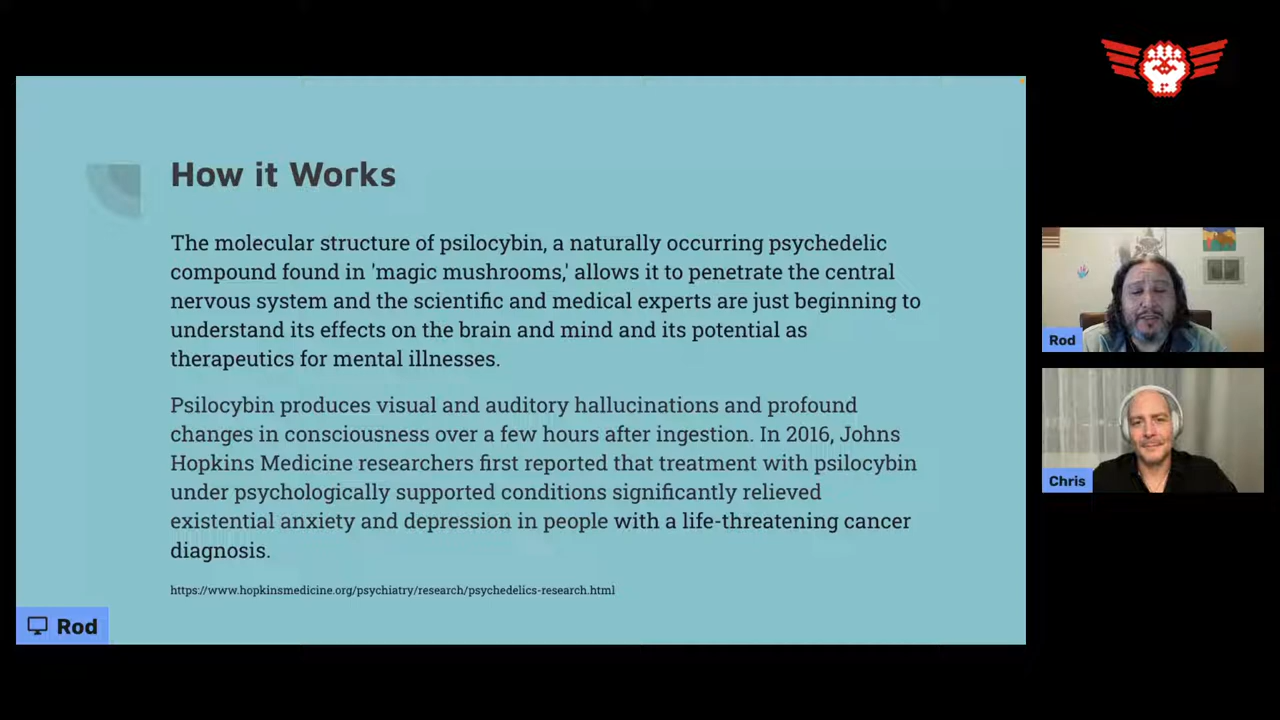 How it Works
The molecular structure of psilocybin, a naturally occurring psychedelic
compound found in 'magic mushrooms,' allows it to penetrate the central
nervous system and the scientific and medical experts are just beginning to
understand its effects on the brain and mind and its potential as
therapeutics for mental illnesses.
Psilocybin produces visual and auditory hallucinations and profound
changes in consciousness over a few hours after ingestion. In 2016, Johns
Hopkins Medicine researchers first reported that treatment with psilocybin
under psychologically supported conditions significantly relieved
existential anxiety and depression in people with a life-threatening cancer
diagnosis.
https://www.hopkinsmedicine.org/psychiatry/research/psychedelics-research.html
Rod
Rod
Chris